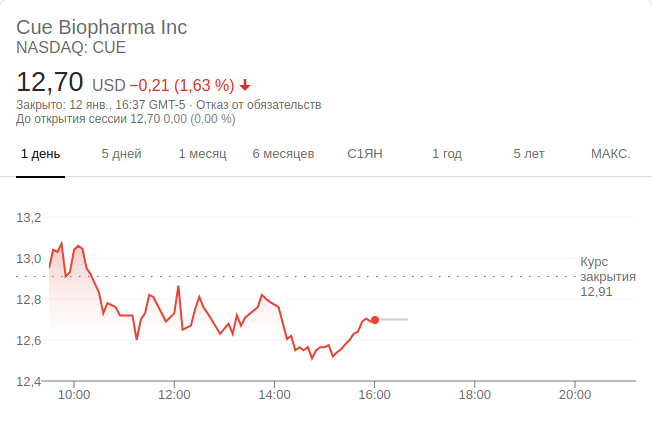 Cue Biopharma Inc
NASDAQ: CUE
12,70 USD −0,21 (1,63 %)
Закрыто: 12 янв., 16:37 GMT-5 · Отказ от обязательств
До открытия сессии 12,70 0,00 (0,00 %)
1 день 5 дней 1 месяц 6 месяцев С1ЯН 1 год 5 лет МАКС.
13,2
13,0
12,8
12,6
12,4
Курс
закрытия
12,91
10:00 12:00 14:00 16:00 18:00 20:00